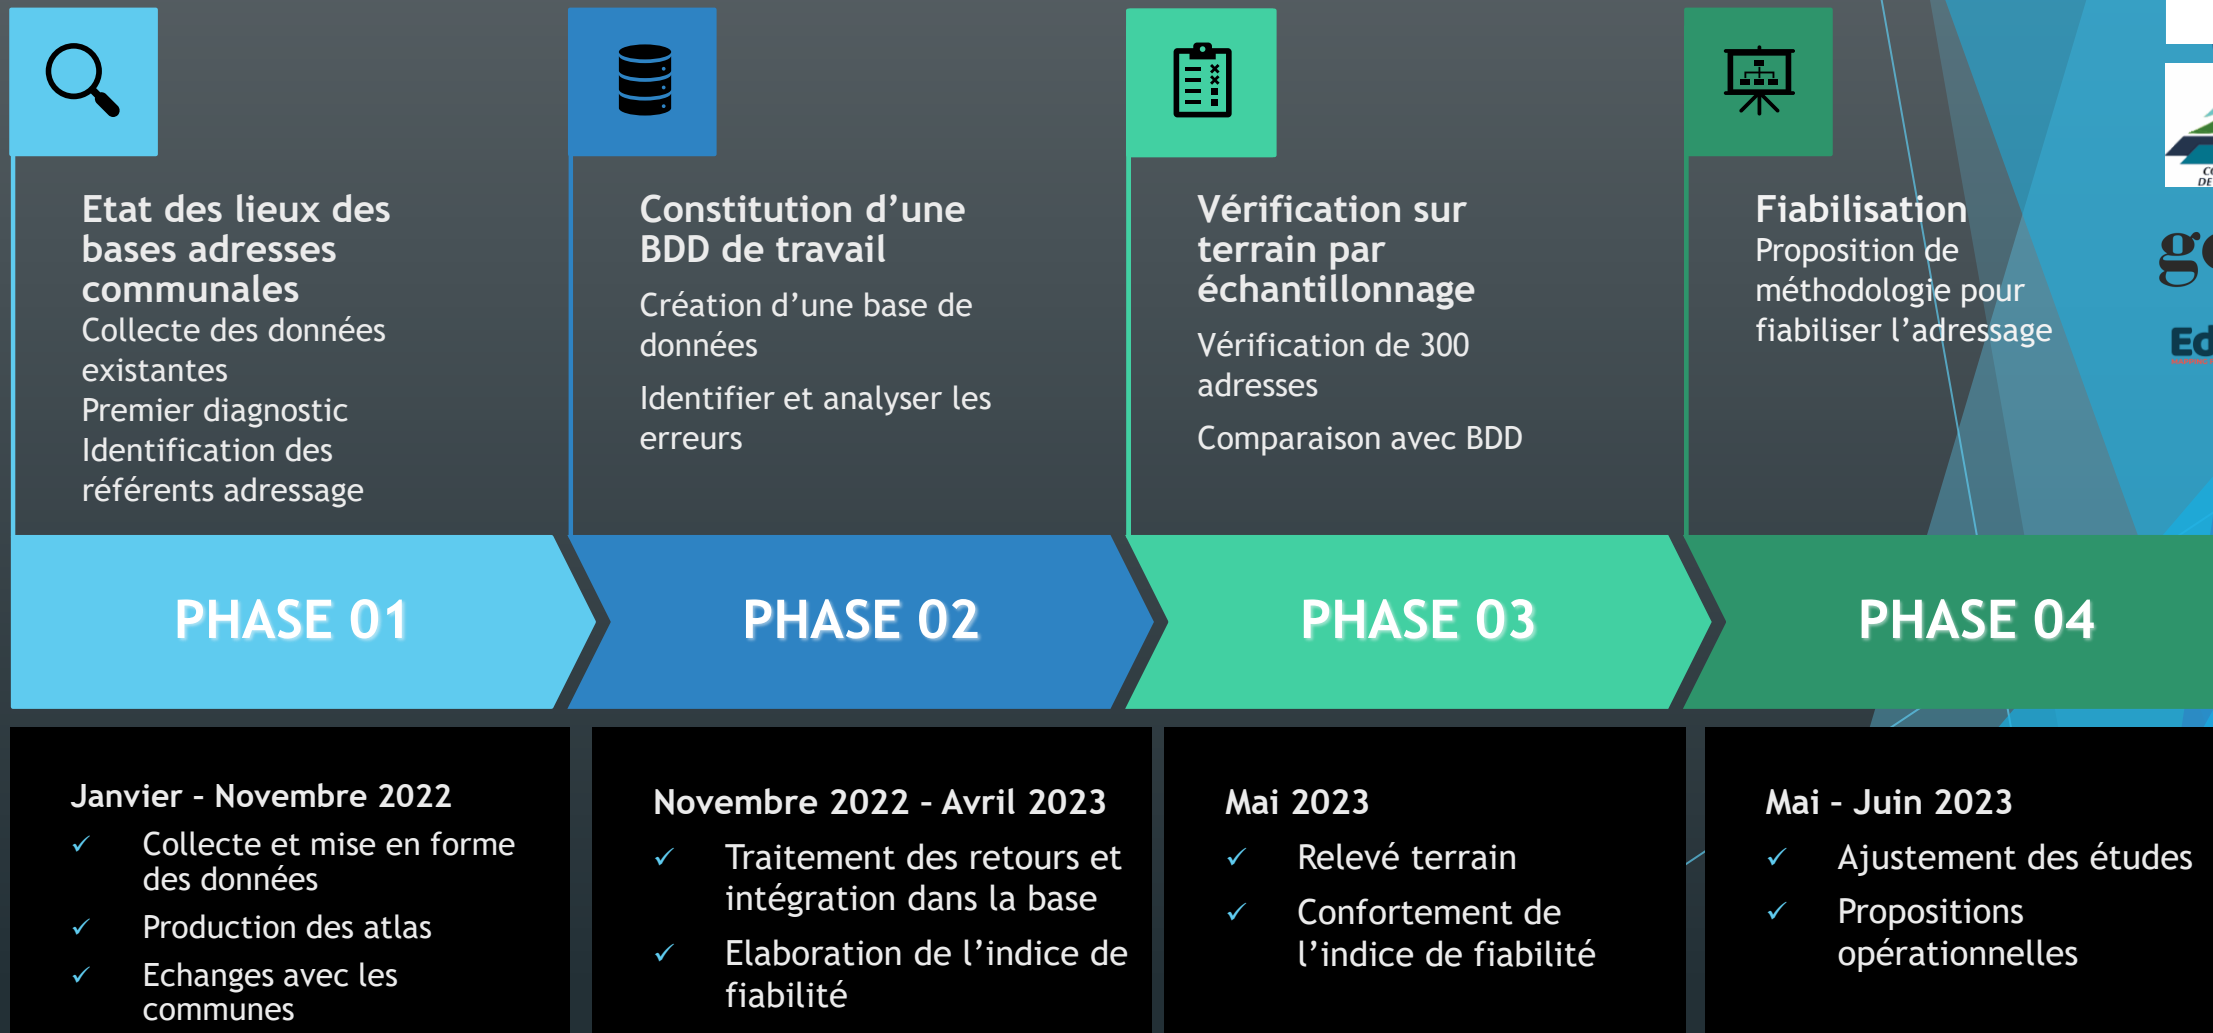 Etat des lieux des
bases adresses
communales
Collecte des données
existantes
Premier diagnostic
Identification des
référents adressage
Constitution d’une
BDD de travail
Création d’une base de
données
Identifier et analyser les
erreurs
Vérification sur
terrain par
échantillonnage
Vérification de 300
adresses
Comparaison avec BDD
Fiabilisation
Proposition de
méthodologie pour
fiabiliser l’adressage
PHASE 01
PHASE 02
PHASE 03
PHASE 04
Janvier – Novembre 2022
✓ Collecte et mise en forme
des données
✓ Production des atlas
✓ Echanges avec les
communes
Novembre 2022 – Avril 2023
✓ Traitement des retours et
intégration dans la base
✓ Elaboration de l’indice de
fiabilité
Mai 2023
✓ Relevé terrain
✓ Confortement de
l’indice de fiabilité
Mai – Juin 2023
✓ Ajustement des études
✓ Propositions
opérationnelles